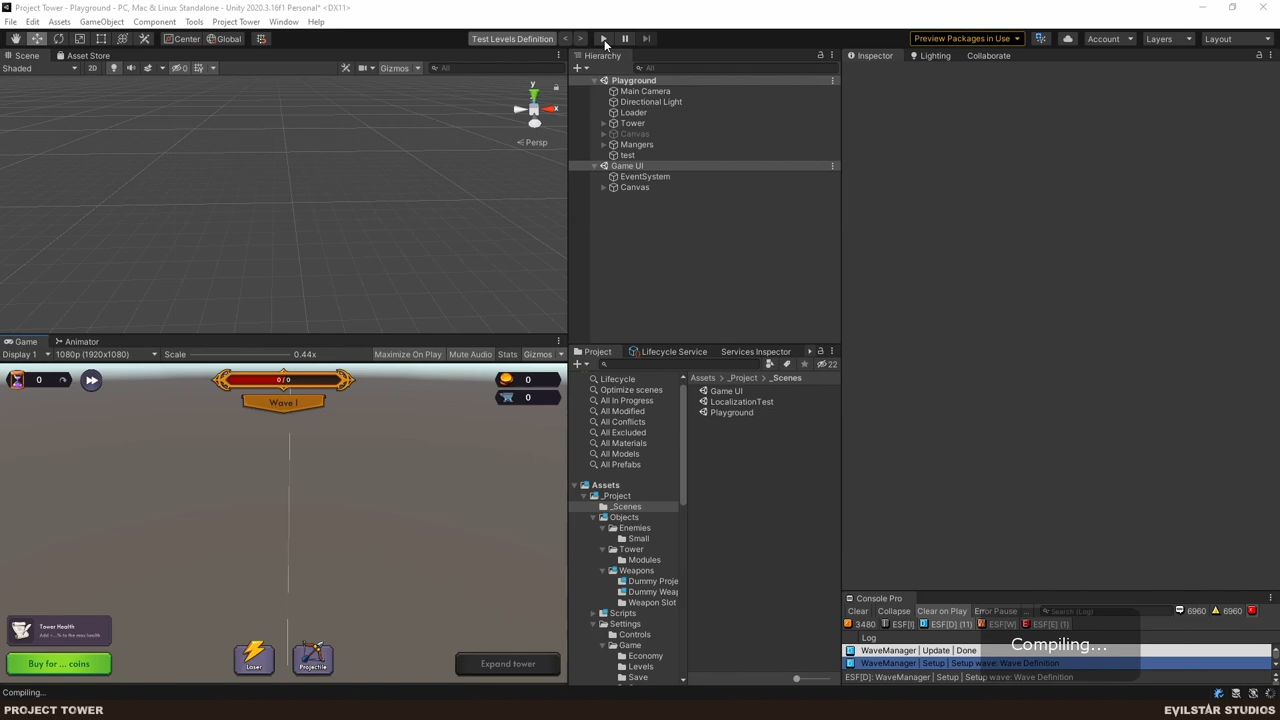 Project Tower - Playground - PC, Mac & Linux Standalone - Unity 2020.3.16f1 Personal* <DX11>
File Edit Assets GameObject Component Tools Project Tower Window Help
Center Global Test Levels Definition < > Preview Packages in Use Account Layers Layout
Scene Asset Store
Shaded 2D 0 Gizmos All
y
x
< Persp
Game Animator
Display 1 1080p (1920x1080) Scale 0.44x Maximize On Play Mute Audio Stats Gizmos
0 0 / 0 0
Wave 1
0
Tower Health
Buy for ... coins
Laser
Projectile
Expand tower
Hierarchy
All
Playground
Main Camera
Directional Light
Loader
Tower
Canvas
Mangers
test
Game UI
EventSystem
Canvas
Project Lifecycle Service Services Inspector
22
Lifecycle
Optimize scenes
All In Progress
All Modified
All Conflicts
All Excluded
All Materials
All Models
All Prefabs
Assets
_Project
_Scenes
Objects
Enemies
Small
Tower
Modules
Weapons
Dummy Proje
Dummy Weap
Weapon Slot
Scripts
Settings
Controls
Game
Economy
Levels
Save
Assets > _Project > _Scenes
Game UI
LocalizationTest
Playground
Inspector Lighting Collaborate
Console Pro
Clear Collapse Clear on Play Error Pause ... Search (Log) 6960 6960
3480 ESF[I] ESF[D] (11) ESF[W] ESF[E] (1)
Log
WaveManager | Update | Done
WaveManager | Setup | Setup wave: Wave Definition
ESF[D]: WaveManager | Setup | Setup wave: Wave Definition
Compiling...
Compiling...
PROJECT TOWER
EVILSTAR STUDIOS